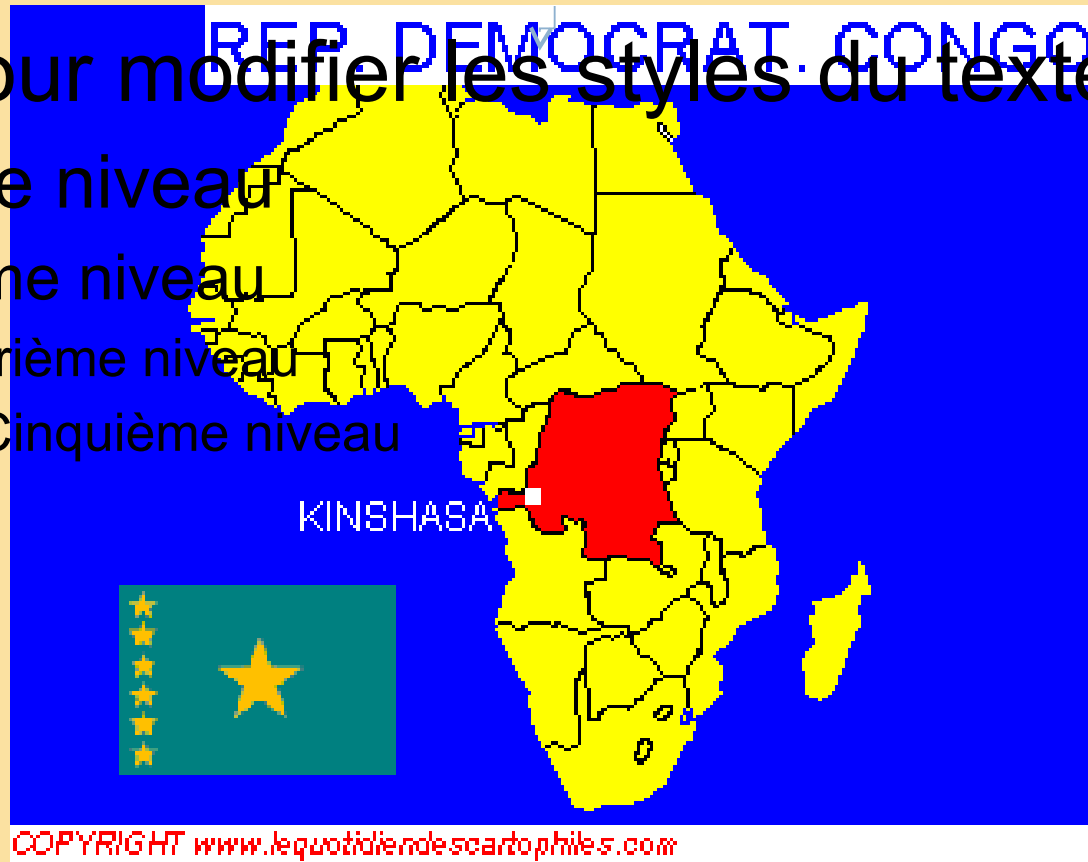 REP. DEMOCRAT. CONGO
our modifier les styles du texte
e niveau
me niveau
rième niveau
Cinquième niveau
KINSHASA
COPYRIGHT www.lequotidiendescartophiles.com